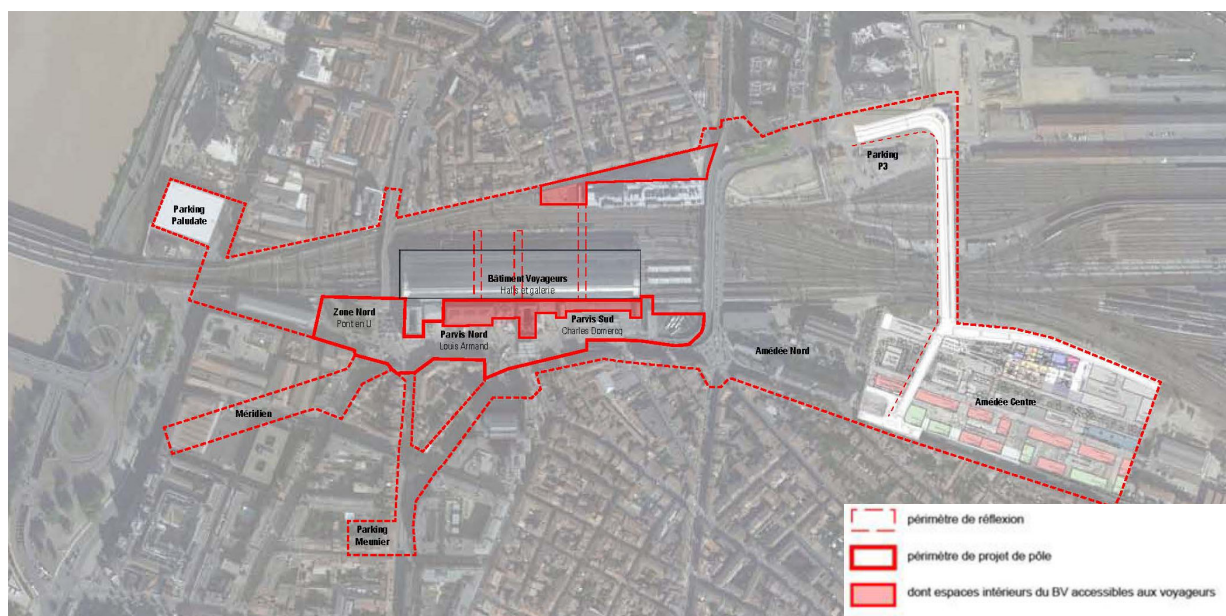 Parking
P3
Parking
Paludate
Bâtiment Voyageurs
Halls et galerie
Zone Nord
Pont en U
Parvis Nord
Louis Armand
Parvis Sud
Charles Domercq
Amédée Nord
Amédée Centre
Méridien
Parking
Meunier
périmètre de réflexion
périmètre de projet de pôle
dont espaces intérieurs du BV accessibles aux voyageurs